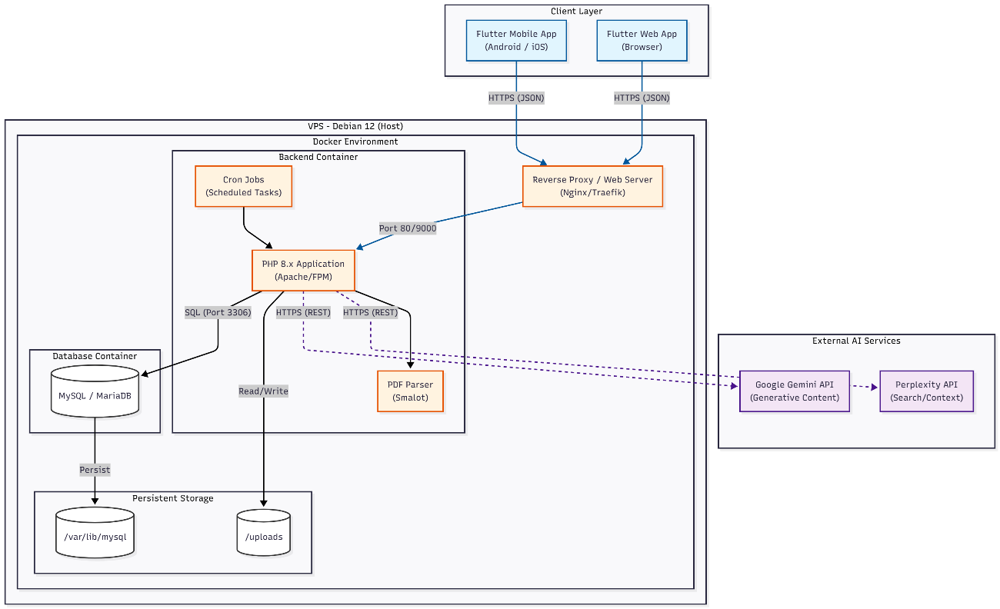 Client Layer
Flutter Mobile App
(Android / iOS)
Flutter Web App
(Browser)
HTTPS (JSON)
HTTPS (JSON)
VPS - Debian 12 (Host)
Docker Environment
Backend Container
Cron Jobs
(Scheduled Tasks)
Reverse Proxy / Web Server
(Nginx/Traefik)
Port 80/9000
PHP 8.x Application
(Apache/FPM)
SQL (Port 3306)
HTTPS (REST)
HTTPS (REST)
External AI Services
Database Container
MySQL / MariaDB
Read/Write
PDF Parser
(Smalot)
Google Gemini API
(Generative Content)
Perplexity API
(Search/Context)
Persist
Persistent Storage
/var/lib/mysql
/uploads